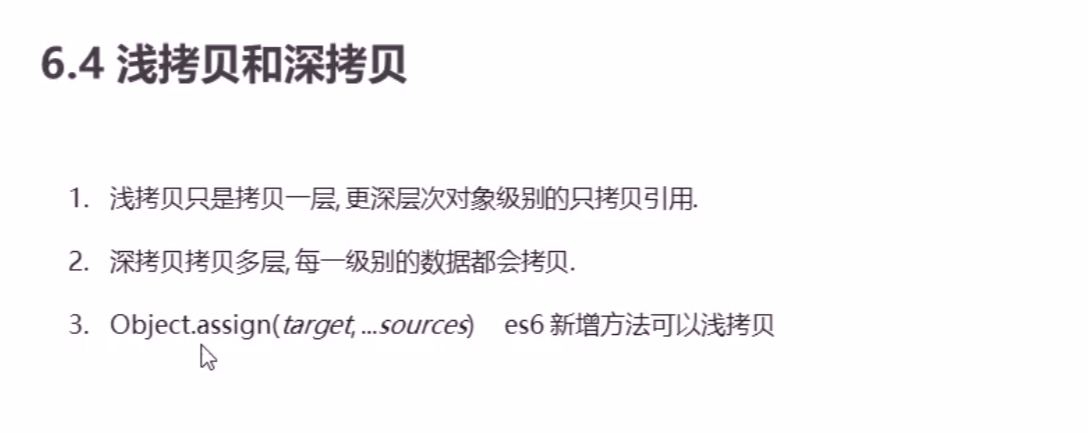 6.4 浅拷贝和深拷贝
1. 浅拷贝只是拷贝一层, 更深层次对象级别的只拷贝引用.
2. 深拷贝拷贝多层, 每一级别的数据都会拷贝.
3. Object.assign(target, ...sources) es6 新增方法可以浅拷贝